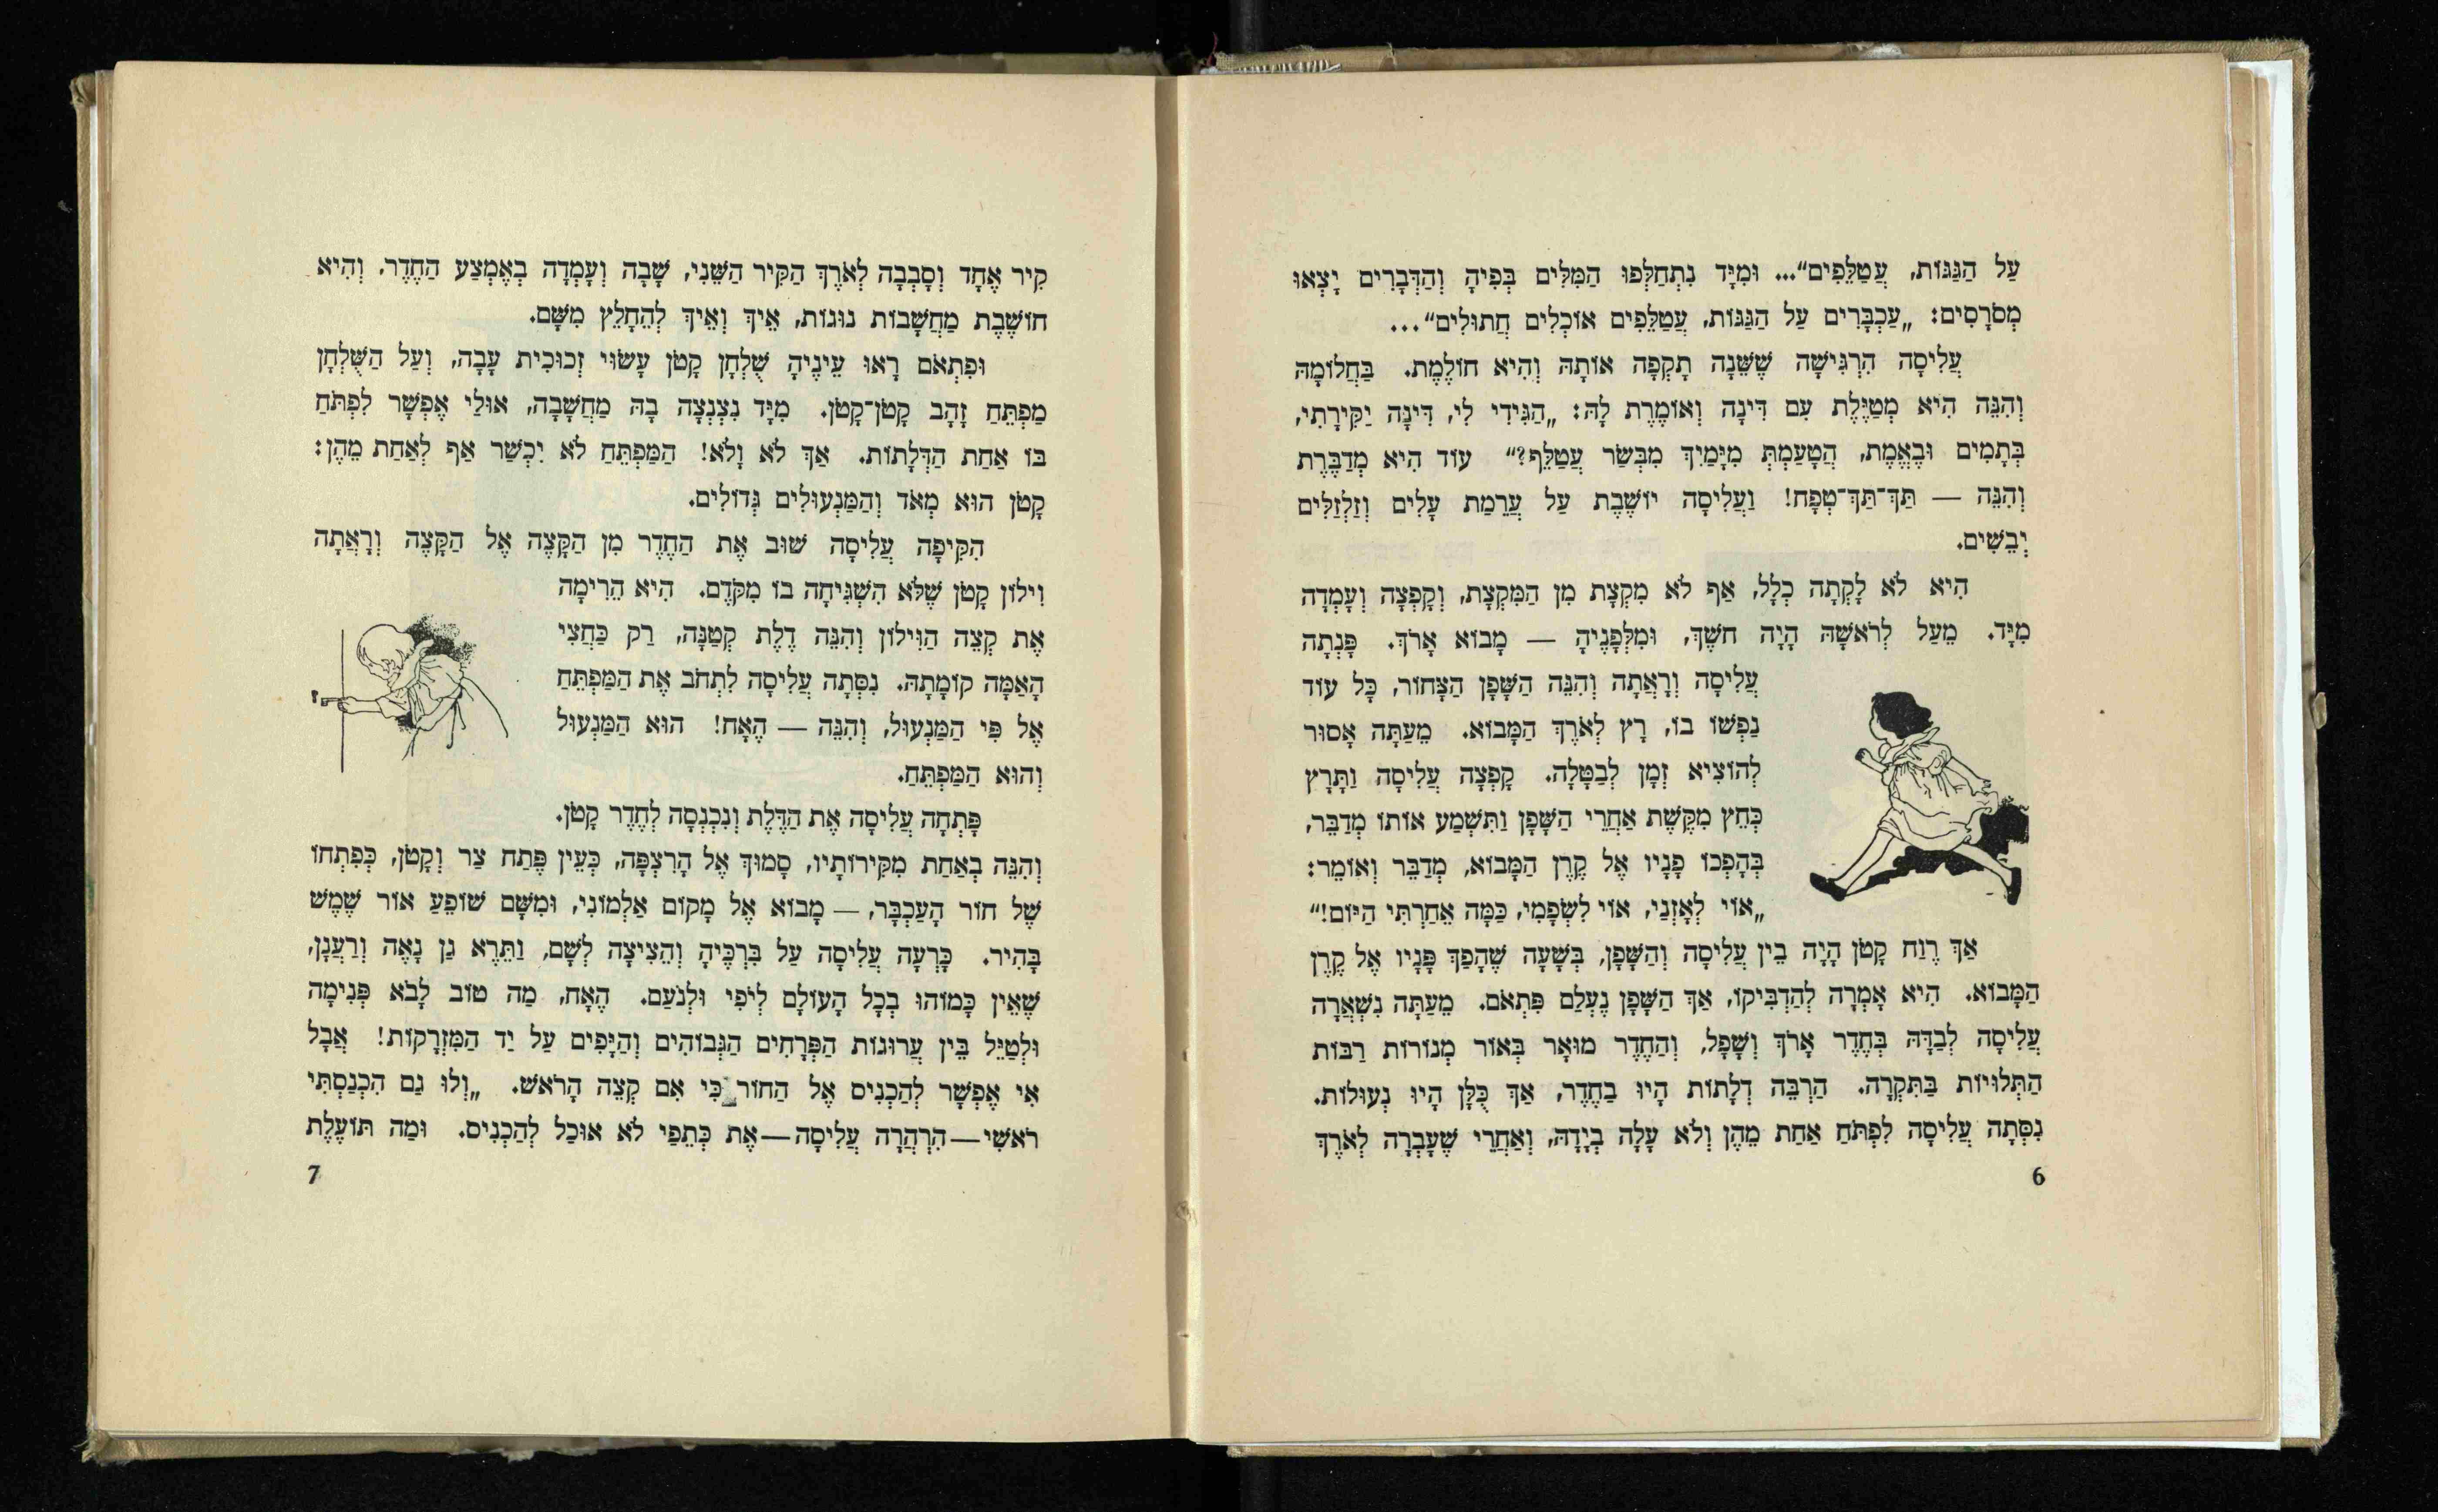 עַל הַגַּגּוֹת, עֲטַלֵּפִים“... וּמִיָּד נִתְחַלְּפוּ הַמִּלִּים בְּפִיהָ וְהַדְּבָרִים יָצְאוּ
מְסֹרָסִים: „עַכְבָּרִים עַל הַגַּגּוֹת, עֲטַלֵּפִים אוֹכְלִים חֲתוּלִים“...
עֲלִיסָה הִרְגִּישָׁה שֶׁשֵּׁנָה תָקְפָה אוֹתָהּ וְהִיא חוֹלֶמֶת. בַּחֲלוֹמָהּ
וְהִנֵּה הִיא מְטַיֶּלֶת עִם דִּינָה וְאוֹמֶרֶת לָהּ: „הַגִּידִי לִי, דִּינָה יַקִּירָתִי,
בְּתָמִים וּבֶאֱמֶת, הֲטָעַמְתְּ מִיָּמַיִךְ מִבְּשַׂר עֲטַלֵּף?“ עוֹד הִיא מְדַבֶּרֶת
וְהִנֵּה — תַּךְ־תַּךְ־טְפָח! וַעֲלִיסָה יוֹשֶׁבֶת עַל עֲרֵמַת עָלִים וְזַלְזַלִּים
יְבֵשִׁים.
הִיא לֹא לָקְתָה כְלָל, אַף לֹא מִקְצָת מִן הַמִּקְצָת, וְקָפְצָה וְעָמְדָה
מִיָּד. מֵעַל לְרֹאשָׁהּ הָיָה חֹשֶׁךְ, וּמִלְּפָנֶיהָ — מָבוֹא אָרֹךְ. פָּנְתָה
עֲלִיסָה וְרָאֲתָה וְהִנֵּה הַשָּׁפָן הַצָּחוֹר, כָּל עוֹד
נַפְשׁוֹ בוֹ, רָץ לְאֹרֶךְ הַמָּבוֹא. מֵעַתָּה אָסוּר
לְהוֹצִיא זְמָן לְבַטָּלָה. קָפְצָה עֲלִיסָה וַתָּרָץ
כְּחֵץ מִקֶּשֶׁת אַחֲרֵי הַשָּׁפָן וַתִּשְׁמַע אוֹתוֹ מְדַבֵּר,
בְּהָפְכוֹ פָנָיו אֶל קֶרֶן הַמָּבוֹא, מְדַבֵּר וְאוֹמֵר:
„אוֹי לְאָזְנַי, אוֹי לִשְׂפָמִי, כַּמָּה אֵחַרְתִּי הַיּוֹם!“
אַךְ רֶוַח קָטֹן הָיָה בֵין עֲלִיסָה וְהַשָּׁפָן, בְּשָׁעָה שֶׁהָפַךְ פָּנָיו אֶל קֶרֶן
הַמָּבוֹא. הִיא אָמְרָה לְהַדְבִּיקוֹ, אַךְ הַשָּׁפָן נֶעְלַם פִּתְאֹם. מֵעַתָּה נִשְׁאֲרָה
עֲלִיסָה לְבַדָּהּ בְּחֶדֶר אָרֹךְ וְשָׁפָל, וְהַחֶדֶר מוּאָר בְּאוֹר מְנוֹרוֹת רַבּוֹת
הַתְּלוּיוֹת בַּתִּקְרָה. הַרְבֵּה דְלָתוֹת הָיוּ בַחֶדֶר, אַךְ כֻּלָּן הָיוּ נְעוּלוֹת.
נִסְּתָה עֲלִיסָה לִפְתֹּחַ אַחַת מֵהֶן וְלֹא עָלָה בְיָדָהּ, וְאַחֲרֵי שֶׁעָבְרָה לְאֹרֶךְ
6
קִיר אֶחָד וְסָבְבָה לְאֹרֶךְ הַקִּיר הַשֵּׁנִי, שָׁבָה וְעָמְדָה בְאֶמְצַע הַחֶדֶר, וְהִיא
חוֹשֶׁבֶת מַחֲשָׁבוֹת נוּגוֹת, אֵיךְ וְאֵיךְ לְהֵחָלֵץ מִשָּׁם.
וּפִתְאֹם רָאוּ עֵינֶיהָ שֻׁלְחָן קָטֹן עָשׂוּי זְכוּכִית עָבָה, וְעַל הַשֻּׁלְחָן
מַפְתֵּחַ זָהָב קָטֹן־קָטֹן. מִיָּד נִצְנְצָה בָהּ מַחֲשָׁבָה, אוּלַי אֶפְשָׁר לִפְתֹּחַ
בּוֹ אַחַת הַדְּלָתוֹת. אַךְ לֹא וָלֹא! הַמַּפְתֵּחַ לֹא יִכְשַׁר אַף לְאַחַת מֵהֶן:
קָטֹן הוּא מְאֹד וְהַמַּנְעוּלִים גְּדוֹלִים.
הִקִּיפָה עֲלִיסָה שׁוּב אֶת הַחֶדֶר מִן הַקָּצֶה אֶל הַקָּצֶה וְרָאֲתָה
וִילוֹן קָטֹן שֶׁלֹּא הִשְׁגִּיחָה בוֹ מִקֹּדֶם. הִיא הֵרִימָה
אֶת קְצֵה הַוִּילוֹן וְהִנֵּה דֶלֶת קְטַנָּה, רַק כַּחֲצִי
הָאַמָּה קוֹמָתָהּ. נִסְּתָה עֲלִיסָה לִתְחֹב אֶת הַמַּפְתֵּחַ
אֶל פִּי הַמַּנְעוּל, וְהִנֵּה — הֶאָח! הוּא הַמַּנְעוּל
וְהוּא הַמַּפְתֵּחַ.
פָּתְחָה עֲלִיסָה אֶת הַדֶּלֶת וְנִכְנְסָה לְחֶדֶר קָטֹן.
וְהִנֵּה בְאַחַת מִקִּירוֹתָיו, סָמוּךְ אֶל הָרִצְפָּה, כְּעֵין פֶּתַח צַר וְקָטֹן, כְּפִתְחוֹ
שֶׁל חוֹר הָעַכְבָּר, — מָבוֹא אֶל מָקוֹם אַלְמוֹנִי, וּמִשָּׁם שׁוֹפֵעַ אוֹר שֶׁמֶשׁ
בָּהִיר. כָּרְעָה עֲלִיסָה עַל בִּרְכֶּיהָ וְהֵצִיצָה לְשָׁם, וַתֵּרֶא גַן נָאֶה וְרַעֲנָן,
שֶׁאֵין כָּמוֹהוּ בְכָל הָעוֹלָם לְיֹפִי וּלְנֹעַם. הֶאָח, מַה טּוֹב לָבֹא פְנִימָה
וּלְטַיֵּל בֵּין עֲרוּגוֹת הַפְּרָחִים הַגְּבוֹהִים וְהַיָּפִים עַל יַד הַמִּזְרָקוֹת! אֲבָל
אִי אֶפְשָׁר לְהַכְנִיס אֶל הַחוֹר כִּי אִם קְצֵה הָרֹאשׁ. „וְלוּ גַם הִכְנַסְתִּי
רֹאשִׁי—הִרְהֲרָה עֲלִיסָה—אֶת כְּתֵפַי לֹא אוּכַל לְהַכְנִיס. וּמַה תּוֹעֶלֶת
7